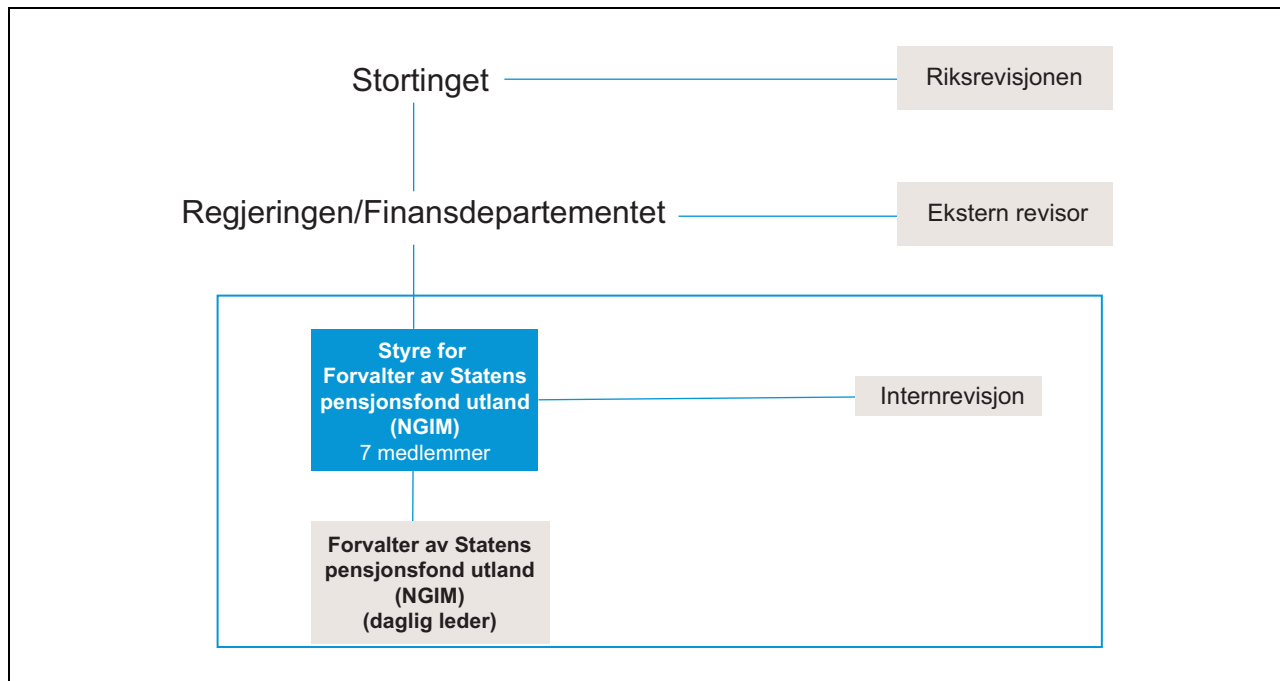 Stortinget
Riksrevisjonen
Regjeringen/Finansdepartementet
Ekstern revisor
Styre for
Forvalter av Statens
pensjonsfond utland
(NGIM)
7 medlemmer
Internrevisjon
Forvalter av Statens
pensjonsfond utland
(NGIM)
(daglig leder)